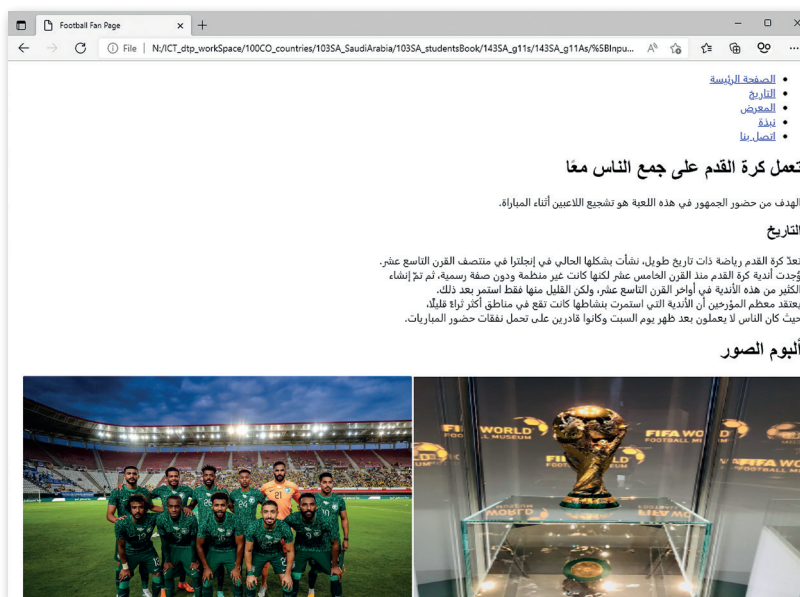 Football Fan Page
File
N:/ICT_dtp_workSpace/100CO_countries/103SA_SaudiArabia/103SA_studentsBook/143SA_g11s/143SA_g11As/%5BInpu...
الصفحة الرئيسة
التاريخ
المعرض
نبذة
اتصل بنا
تعمل كرة القدم على جمع الناس معًا
الهدف من حضور الجمهور في هذه اللعبة هو تشجيع اللاعبين أثناء المباراة.
التاريخ
تعدّ كرة القدم رياضة ذات تاريخ طويل، نشأت بشكلها الحالي في إنجلترا في منتصف القرن التاسع عشر.
وُجدت أندية كرة القدم منذ القرن الخامس عشر لكنها كانت غير منظمة ودون صفة رسمية، ثم تمّ إنشاء
الكثير من هذه الأندية في أواخر القرن التاسع عشر، ولكن القليل منها فقط استمر بعد ذلك.
يعتقد معظم المؤرخين أن الأندية التي استمرت بنشاطها كانت تقع في مناطق أكثر ثراءً قليلًا،
حيث كان الناس لا يعملون بعد ظهر يوم السبت وكانوا قادرين على تحمل نفقات حضور المباريات.
ألبوم الصور
WORLD
FIFA WO
FOOTBALL M
L MUSEUM
FIFA WO
FOOTBALL
21